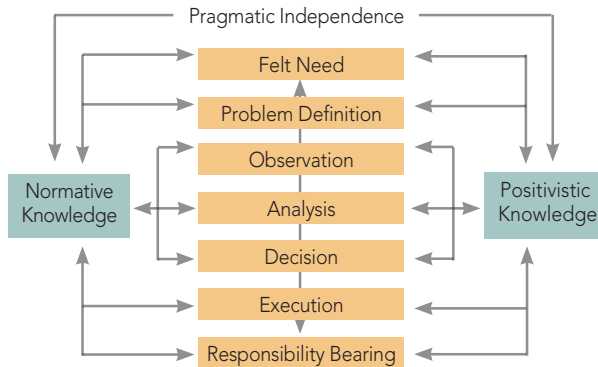 Pragmatic Independence
Felt Need
Problem Definition
Observation
Normative
Knowledge
Analysis
Positivistic
Knowledge
Decision
Execution
Responsibility Bearing